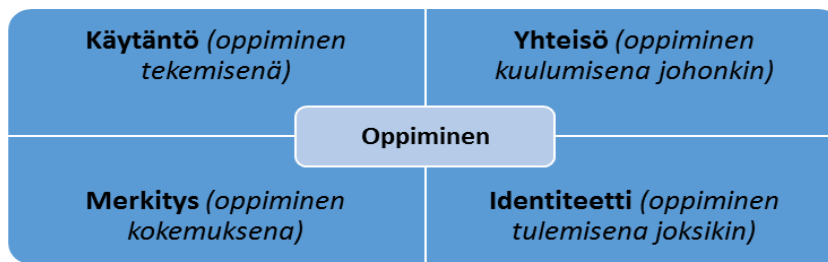 Käytäntö (oppiminen
tekemisenä)
Yhteisö (oppiminen
kuulumisena johonkin)
Oppiminen
Merkitys (oppiminen
kokemuksena)
Identiteetti (oppiminen
tulemisena joksikin)